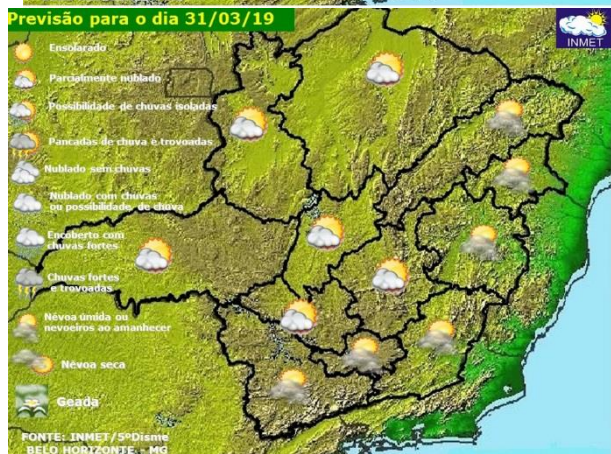 Previsão para o dia 31/03/19
INMET
Ensolarado
Parcialmente nublado
Possibilidade de chuvas isoladas
Pancadas de chuva e trovoadas
Nublado sem chuvas
Nublado com chuvas
ou possibilidade de chuva
Encoberto com
chuvas fortes
Chuvas fortes
e trovoadas
Névoa úmida ou
nevoeiros ao amanhecer
Névoa seca
Geada
FONTE: INMET/5ºDisme
BELO HORIZONTE - MG